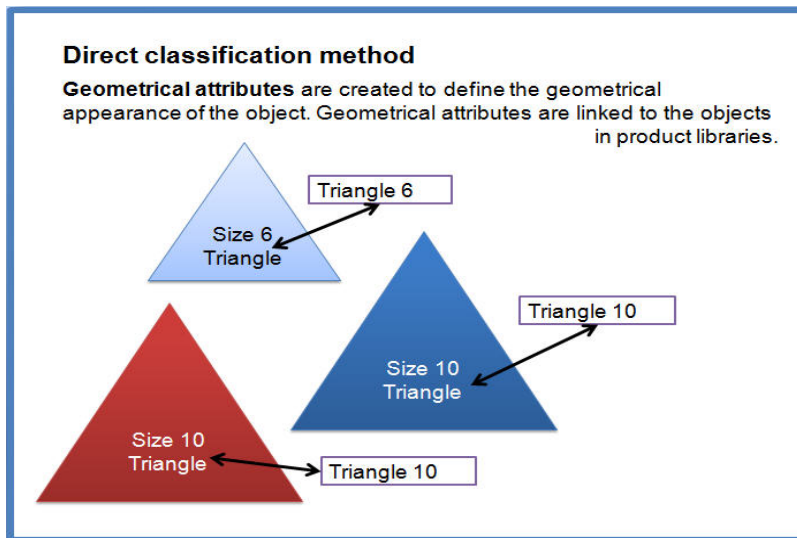 Direct classification method
Geometrical attributes are created to define the geometrical
appearance of the object. Geometrical attributes are linked to the objects
in product libraries.
Triangle 6
Size 6
Triangle
Triangle 10
Size 10
Triangle
Size 10
Triangle
Triangle 10